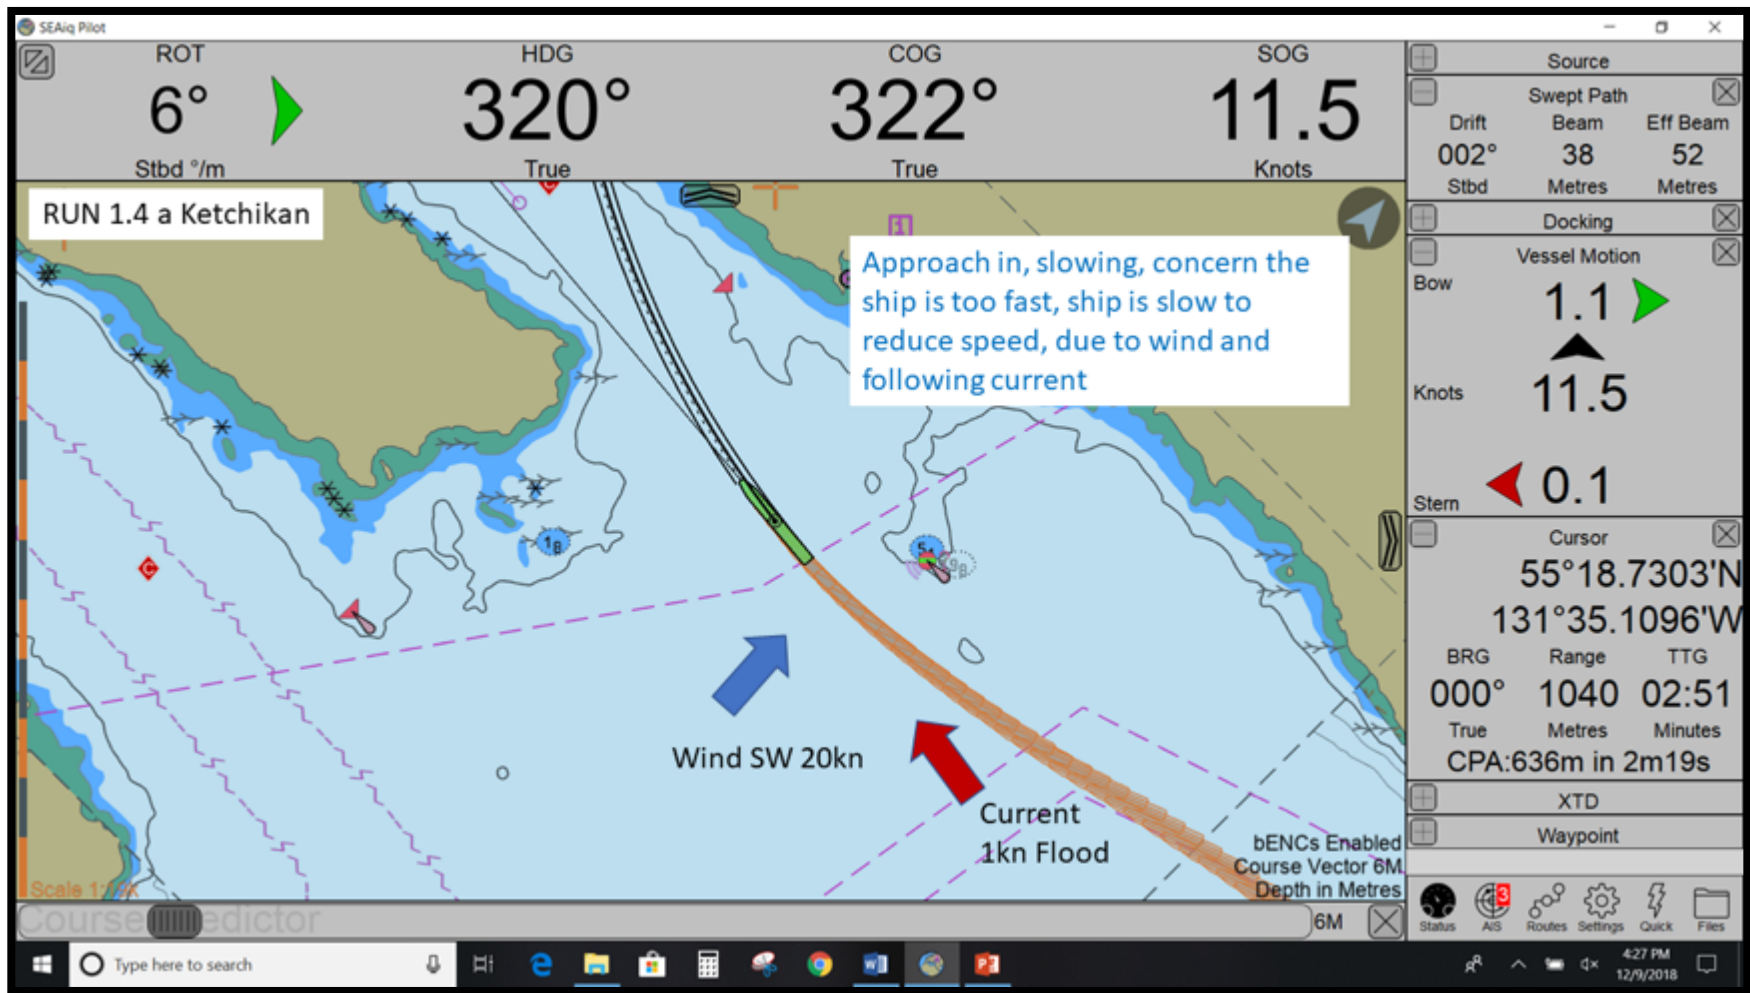 SEAiq Pilot
ROT HDG COG SOG
6° 320° 322° 11.5
Stbd °/m True True Knots
RUN 1.4 a Ketchikan
1
Approach in, slowing, concern the
ship is too fast, ship is slow to
reduce speed, due to wind and
following current
C
C
1 8
5
Wind SW 20kn
Current
1kn Flood
bENCs Enabled
Course Vector 6M
Depth in Metres
Scale
6M
Source
Swept Path
Drift Beam Eff Beam
002° 38 52
Stbd Metres Metres
Docking
Vessel Motion
Bow
1.1
Knots
11.5
Stern
0.1
Cursor
55°18.7303'N
131°35.1096'W
BRG Range TTG
000° 1040 02:51
True Metres Minutes
CPA:636m in 2m19s
XTD
Waypoint
3
Status AIS Routes Settings Quick Files
Type here to search
4:27 PM
12/9/2018